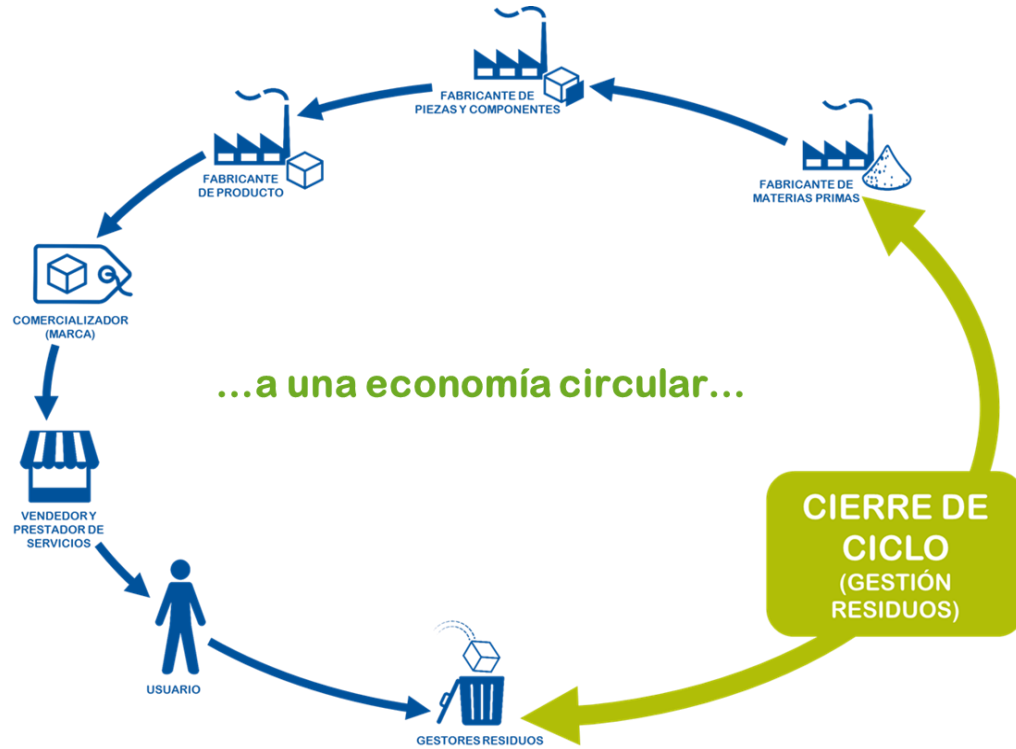 FABRICANTE DE
PIEZAS Y COMPONENTES
FABRICANTE
DE PRODUCTO
FABRICANTE DE
MATERIAS PRIMAS
COMERCIALIZADOR
(MARCA)
...a una economía circular...
VENDEDOR Y
PRESTADOR DE
SERVICIOS
CIERRE DE
CICLO
(GESTIÓN
RESIDUOS)
USUARIO
GESTORES RESIDUOS